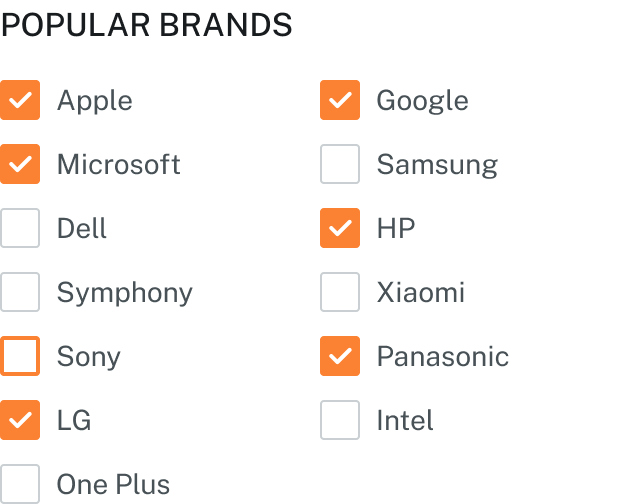 POPULAR BRANDS
Apple
Google
Microsoft
Samsung
Dell
HP
Symphony
Xiaomi
Sony
Panasonic
LG
Intel
One Plus